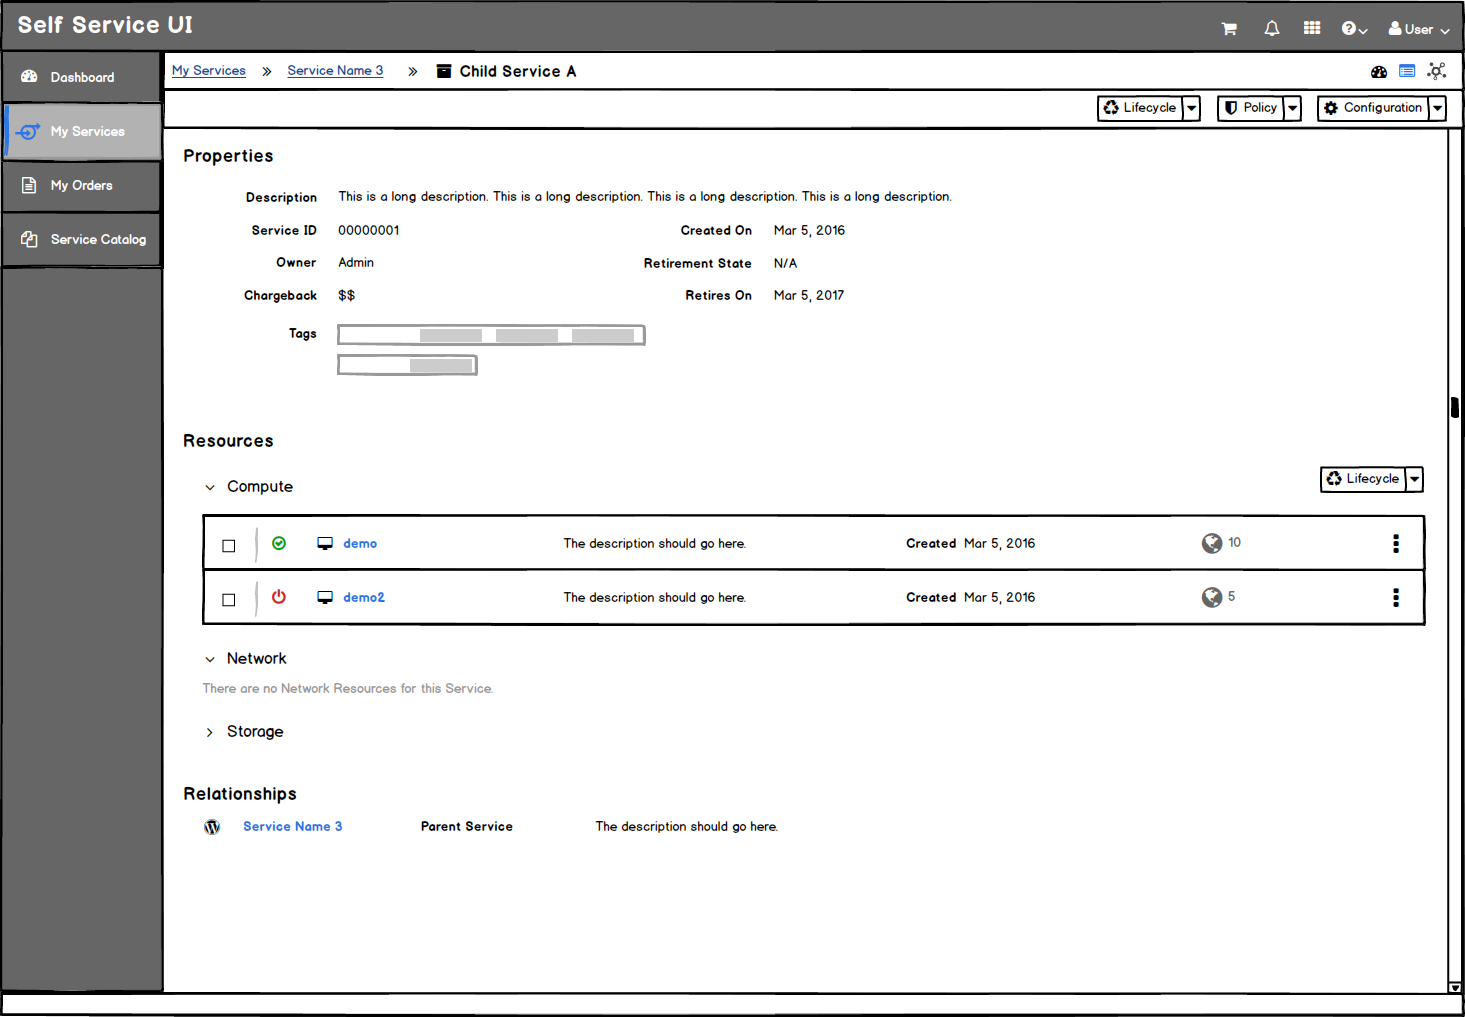 Self Service UI
User
Dashboard
My Services
My Orders
Service Catalog
My Services » Service Name 3 » Child Service A
Lifecycle Policy Configuration
Properties
Description This is a long description. This is a long description. This is a long description. This is a long description.
Service ID 00000001 Created On Mar 5, 2016
Owner Admin Retirement State N/A
Chargeback $$ Retires On Mar 5, 2017
Tags
Resources
Compute
Lifecycle
demo The description should go here. Created Mar 5, 2016 10
demo2 The description should go here. Created Mar 5, 2016 5
Network
There are no Network Resources for this Service.
Storage
Relationships
Service Name 3 Parent Service The description should go here.